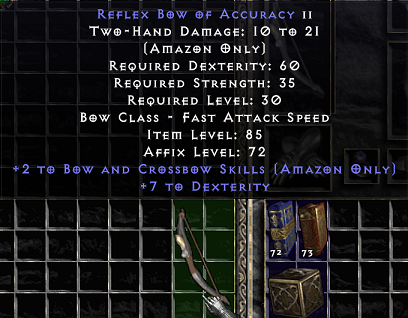 Reflex Bow of Accuracy II
Two-Hand Damage: 10 to 21
(Amazon Only)
Required Dexterity: 60
Required Strength: 35
Required Level: 30
Bow Class - Fast Attack Speed
Item Level: 85
Affix Level: 72
+2 to Bow and Crossbow Skills (Amazon Only)
+7 to Dexterity
72 73